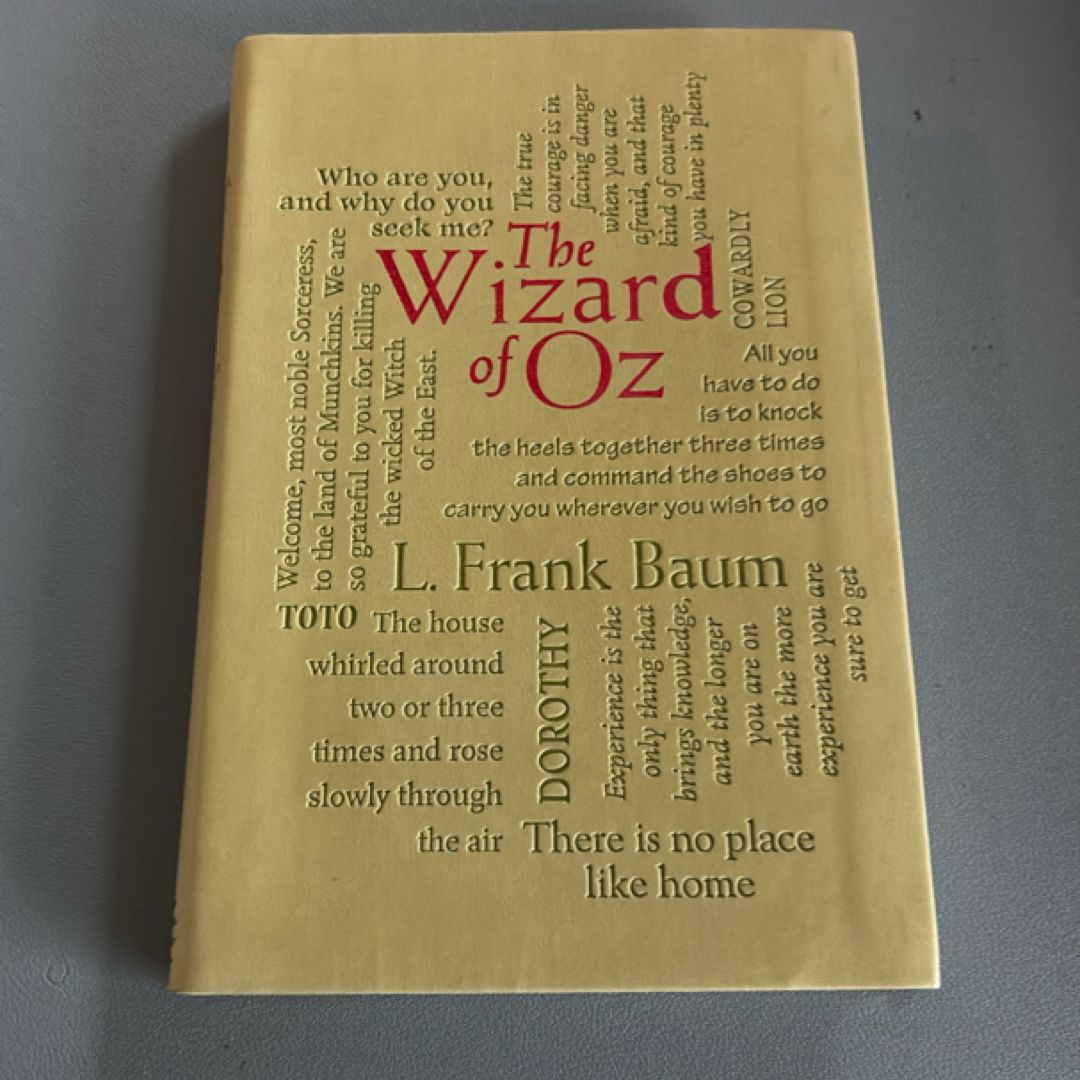 Who are you,
and why do you
seek me?
The true
courage is in
facing danger
when you are
afraid, and that
kind of courage
you have in plenty
COWARDLY
LION
The
Wizard
of Oz
Welcome, most noble Sorceress,
to the land of Munchkins. We are
so grateful to you for killing
the wicked Witch
of the East.
All you
have to do
is to knock
the heels together three times
and command the shoes to
carry you wherever you wish to go
L. Frank Baum
TOTO
The house
whirled around
two or three
times and rose
slowly through
the air
DOROTHY
Experience is the
only thing that
brings knowledge,
and the longer
you are on
earth the more
experience you are
sure to get
There is no place
like home